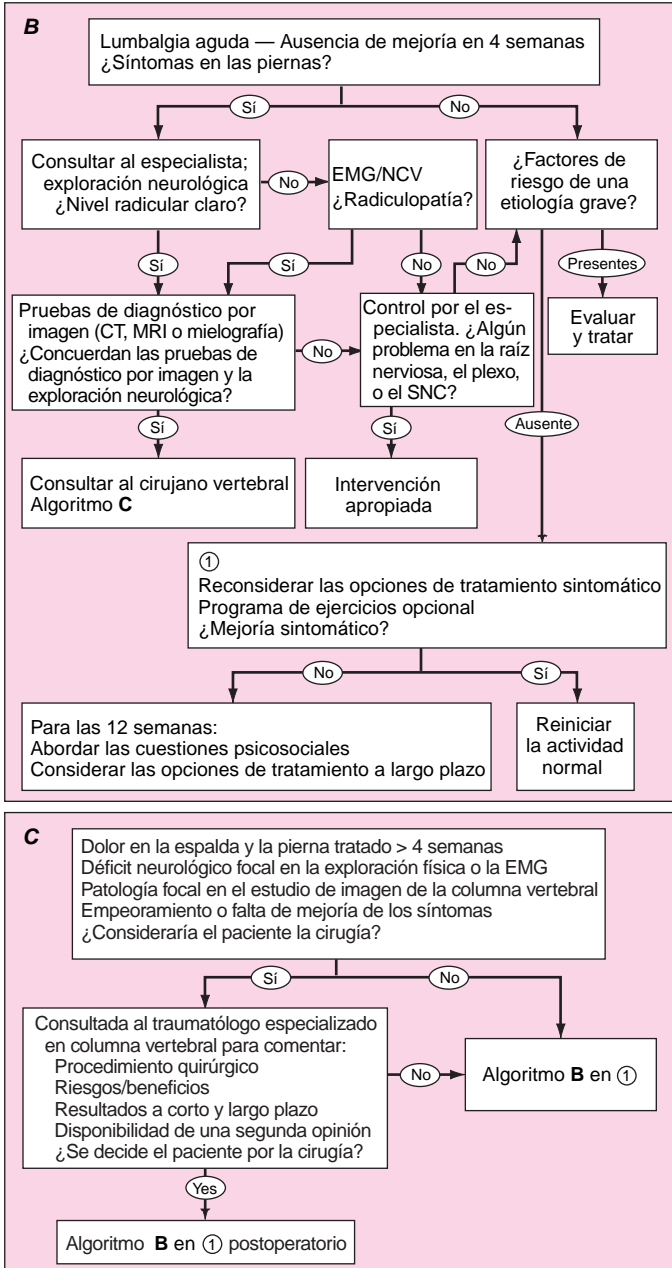 B
Lumbalgia aguda — Ausencia de mejoría en 4 semanas
¿Síntomas en las piernas?
Sí
No
Consultar al especialista;
exploración neurológica
¿Nivel radicular claro?
No
EMG/NCV
¿Radiculopatía?
¿Factores de
riesgo de una
etiología grave?
Sí
Sí
No
No
Presentes
Pruebas de diagnóstico por
imagen (CT, MRI o mielografía)
¿Concuerdan las pruebas de
diagnóstico por imagen y la
exploración neurológica?
No
Control por el es-
pecialista. ¿Algún
problema en la raíz
nerviosa, el plexo,
o el SNC?
Evaluar
y tratar
Ausente
Sí
Sí
Consultar al cirujano vertebral
Algoritmo C
Intervención
apropiada
①
Reconsiderar las opciones de tratamiento sintomático
Programa de ejercicios opcional
¿Mejoría sintomático?
No
Sí
Para las 12 semanas:
Abordar las cuestiones psicosociales
Considerar las opciones de tratamiento a largo plazo
Reiniciar
la actividad
normal
C
Dolor en la espalda y la pierna tratado > 4 semanas
Déficit neurológico focal en la exploración física o la EMG
Patología focal en el estudio de imagen de la columna vertebral
Empeoramiento o falta de mejoría de los síntomas
¿Consideraría el paciente la cirugía?
Sí
No
Consultada al traumatólogo especializado
en columna vertebral para comentar:
Procedimiento quirúrgico
Riesgos/beneficios
Resultados a corto y largo plazo
Disponibilidad de una segunda opinión
¿Se decide el paciente por la cirugía?
No
Algoritmo B en ①
Yes
Algoritmo B en ① postoperatorio